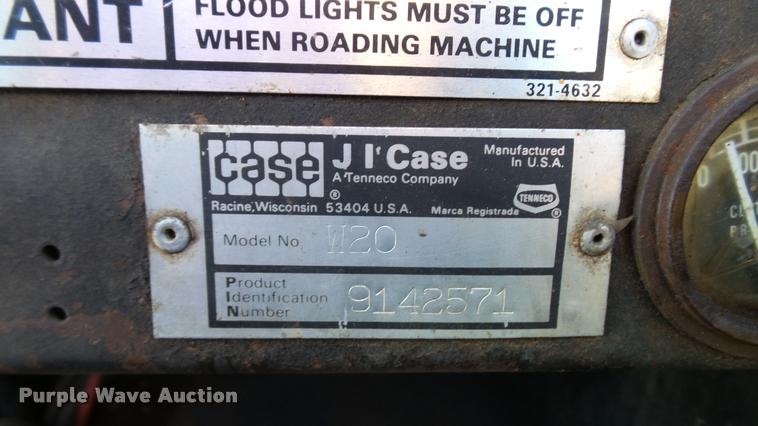 ANT
FLOOD LIGHTS MUST BE OFF
WHEN ROADING MACHINE
321-4632
case
J I Case
A Tenneco Company
Manufactured
In U.S.A.
®
TENNECO
Racine, Wisconsin 53404 U.S.A.
Marca Registrada ®
Model No. W20
Product
Identification
Number
9142571
0
Purple Wave Auction